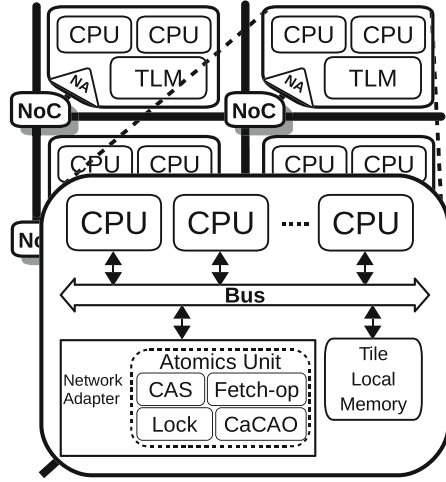 CPU CPU CPU CPU
NA TLM NA TLM
NoC NoC
CPU CPU CPU CPU
CPU CPU CPU
Bus
Network
Adapter
Atomics Unit
CAS Fetch-op
Lock CaCAO
Tile
Local
Memory